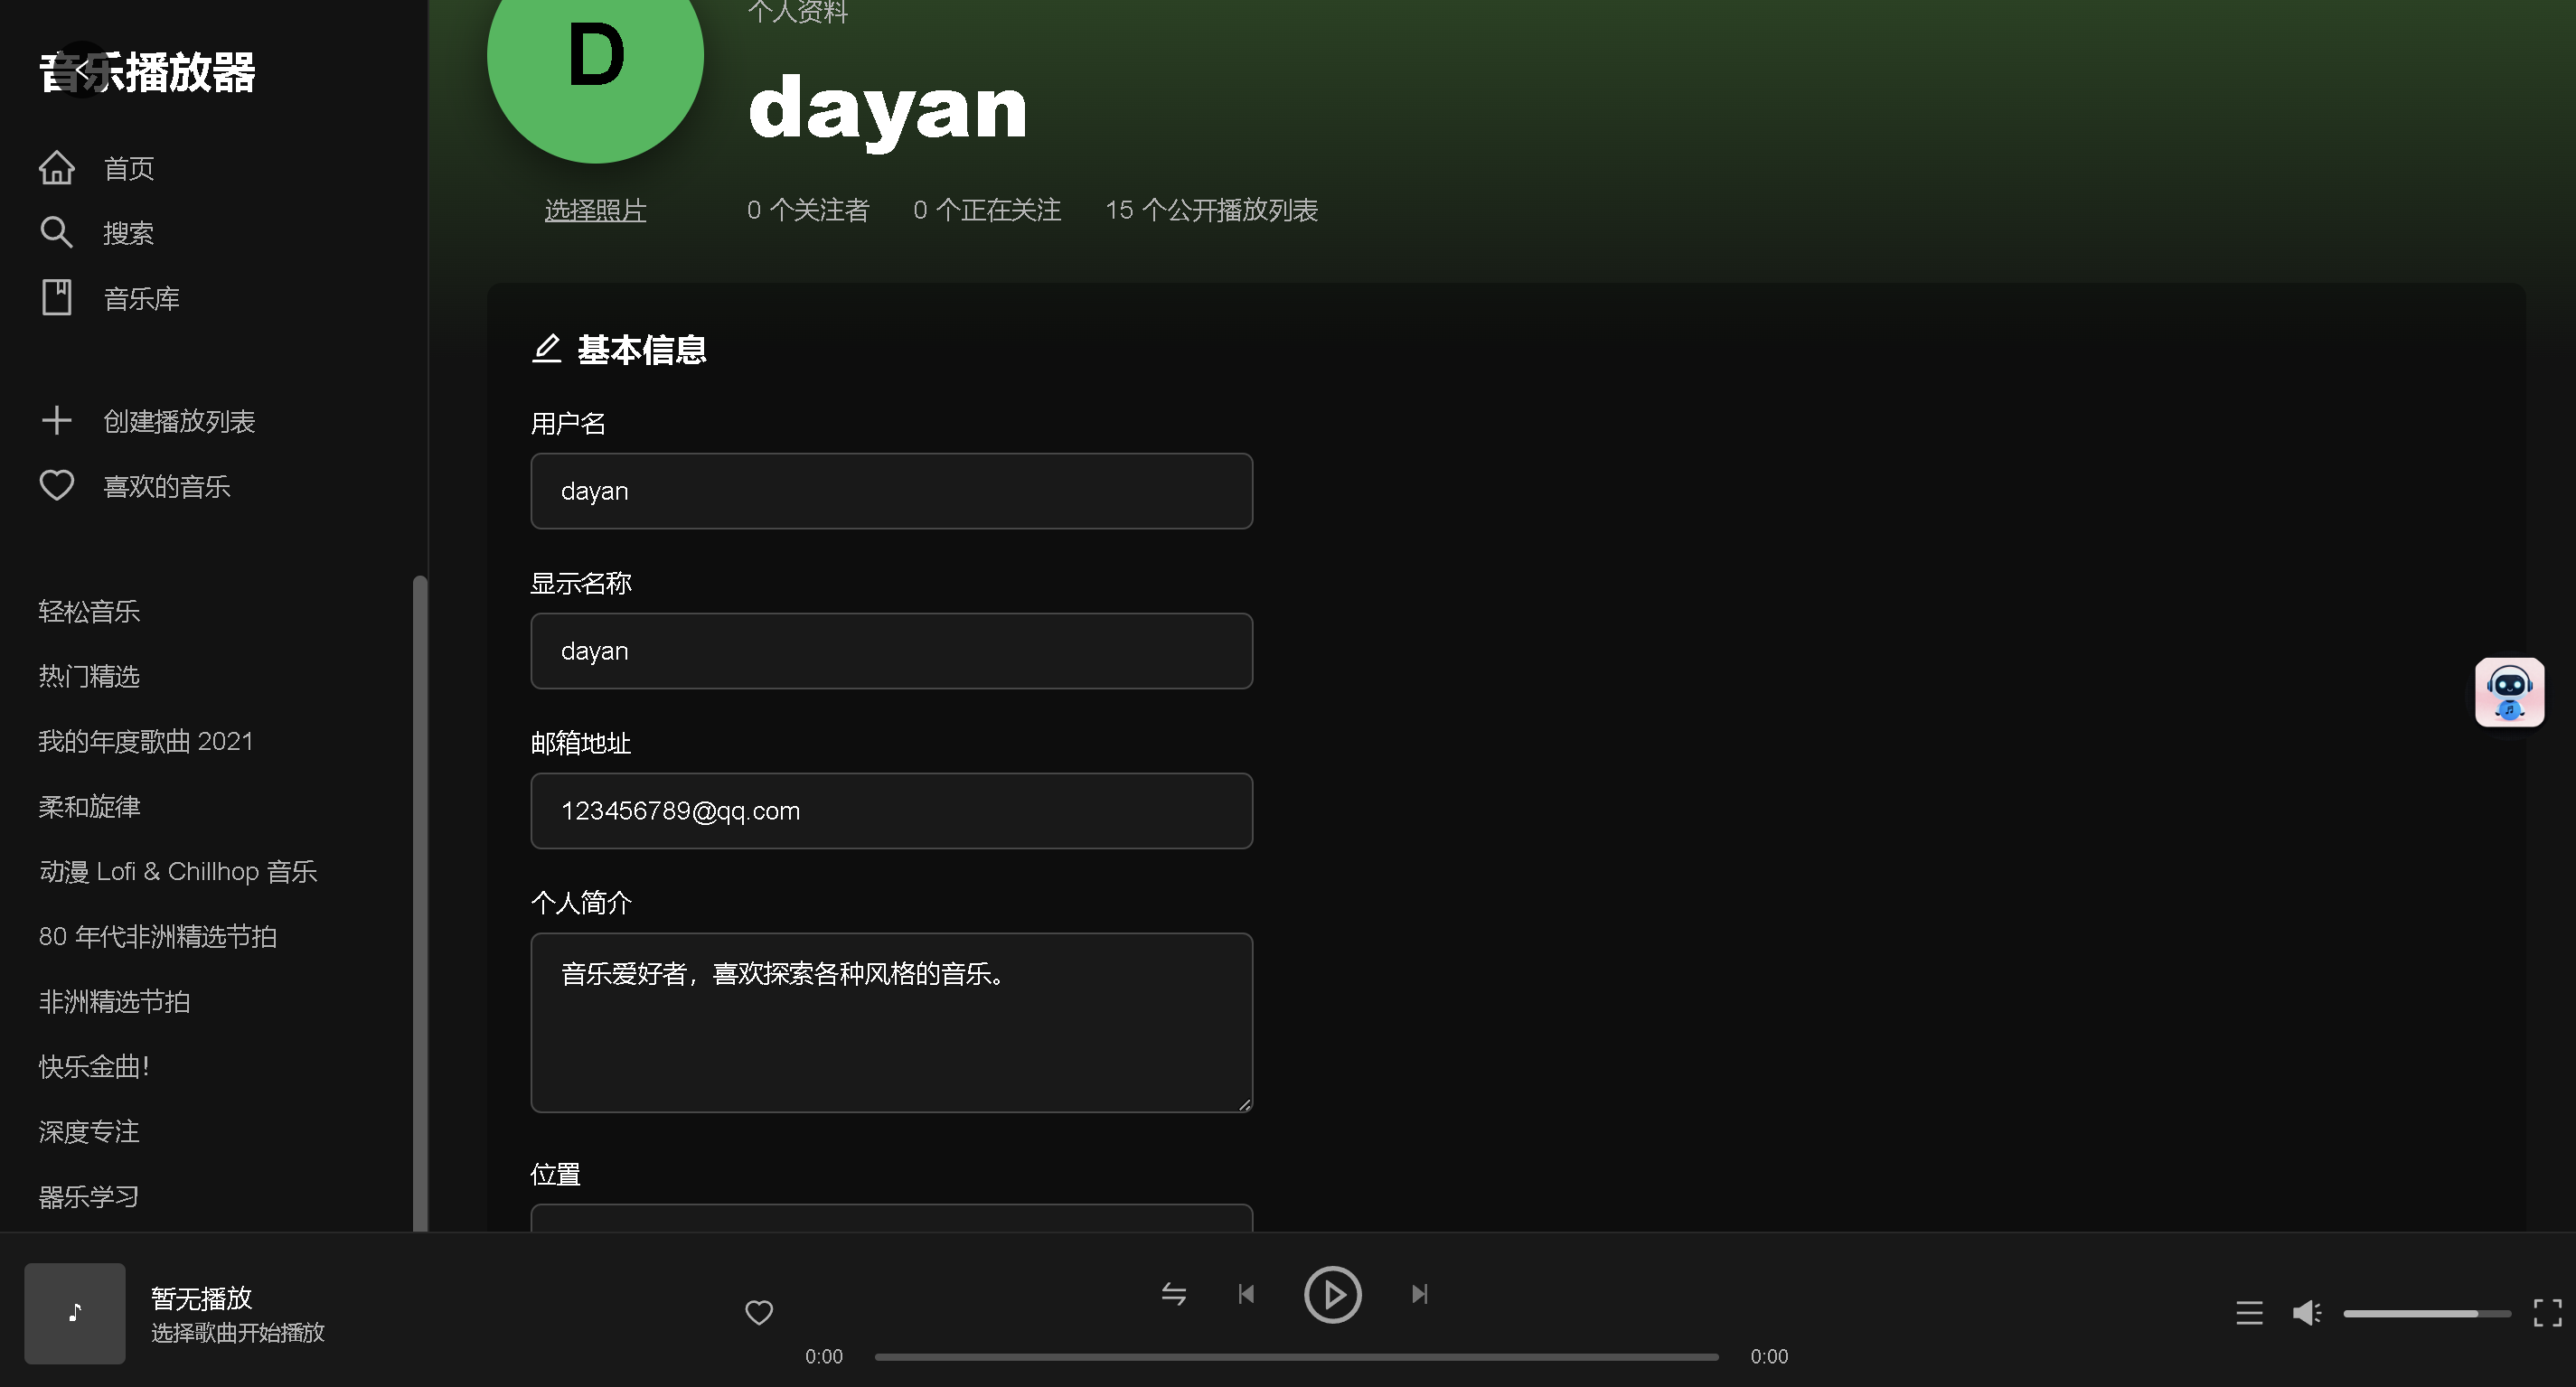 音乐播放器
首页
搜索
音乐库
创建播放列表
喜欢的音乐
轻松音乐
热门精选
我的年度歌曲 2021
柔和旋律
动漫 Lofi & Chillhop 音乐
80 年代非洲精选节拍
非洲精选节拍
快乐金曲!
深度专注
器乐学习
D
选择照片
个人资料
dayan
0 个关注者 0 个正在关注 15 个公开播放列表
基本信息
用户名
dayan
显示名称
dayan
邮箱地址
123456789@qq.com
个人简介
音乐爱好者，喜欢探索各种风格的音乐。
位置
暂无播放
选择歌曲开始播放
0:00
0:00